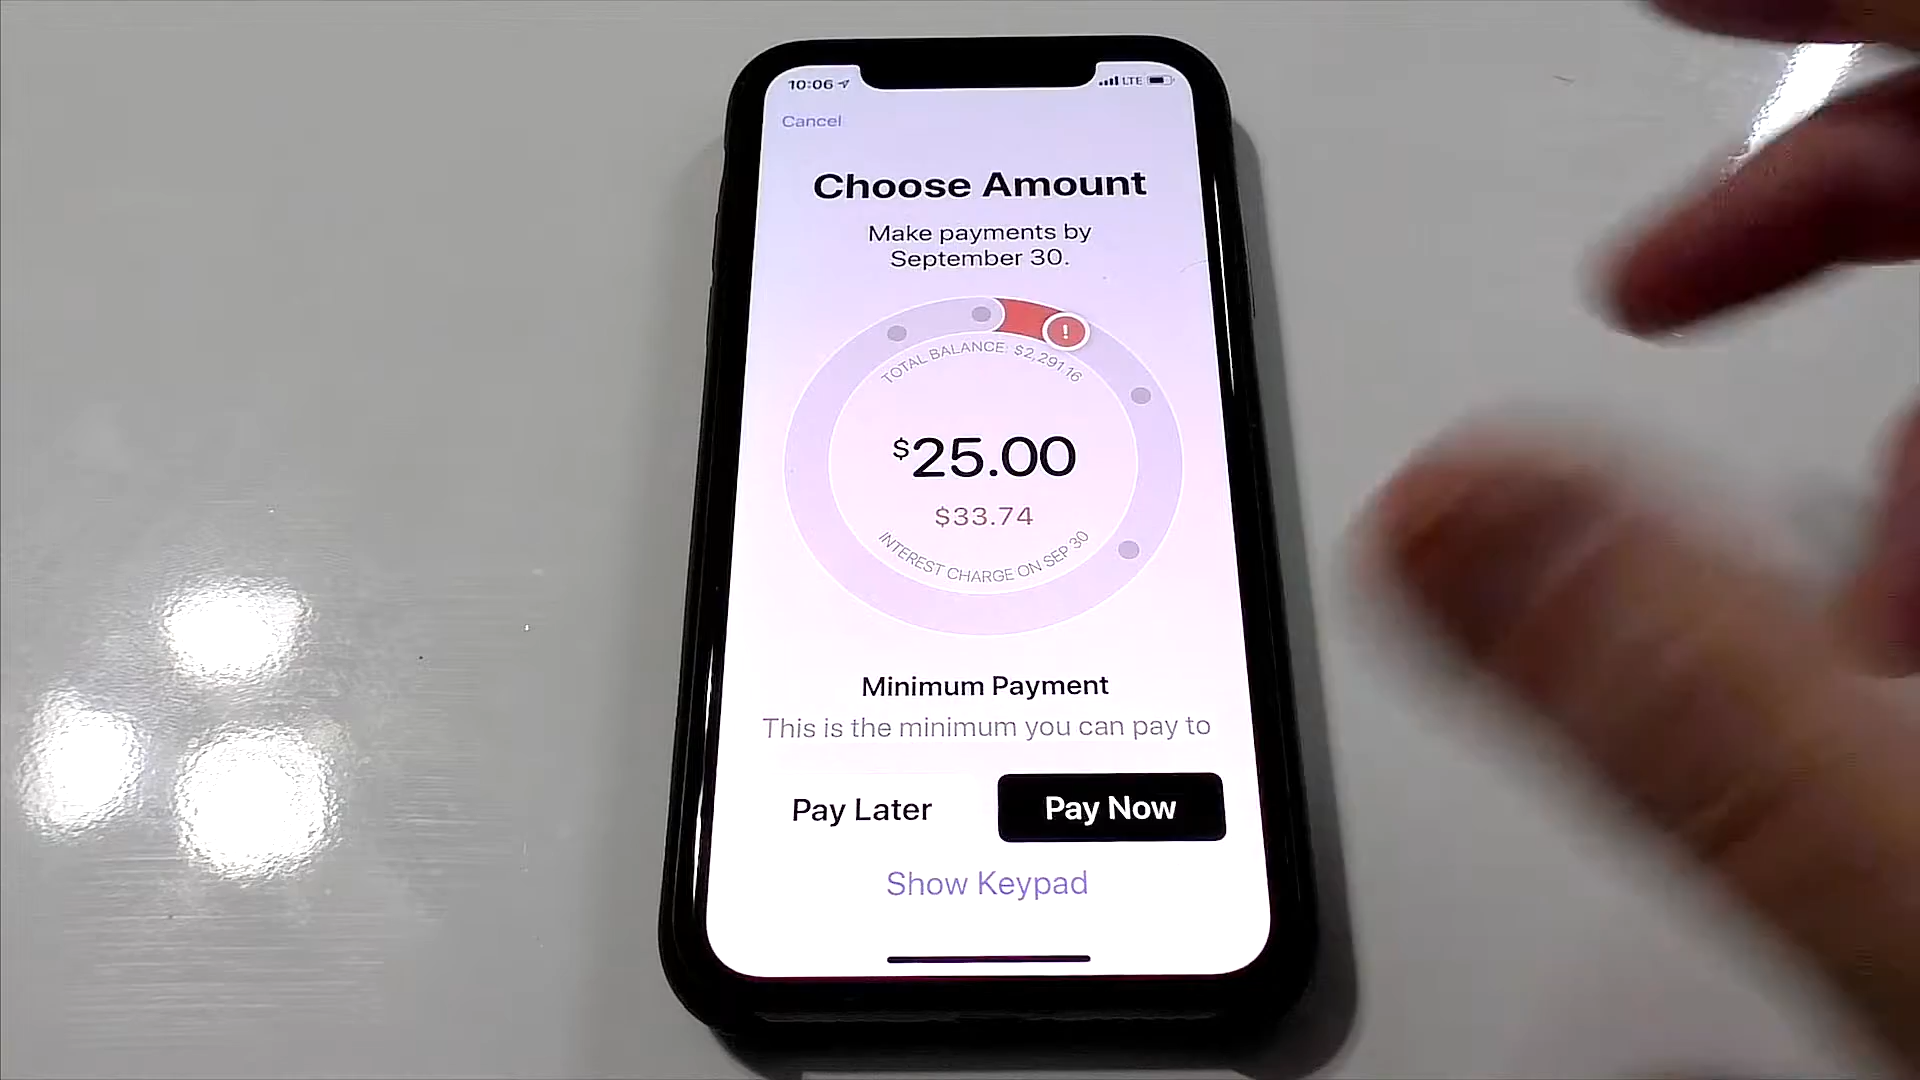 10:06
LTE
Cancel
Choose Amount
Make payments by
September 30.
!
TOTAL BALANCE: $2,291.16
$25.00
$33.74
INTEREST CHARGE ON SEP 30
Minimum Payment
This is the minimum you can pay to
Pay Later
Pay Now
Show Keypad